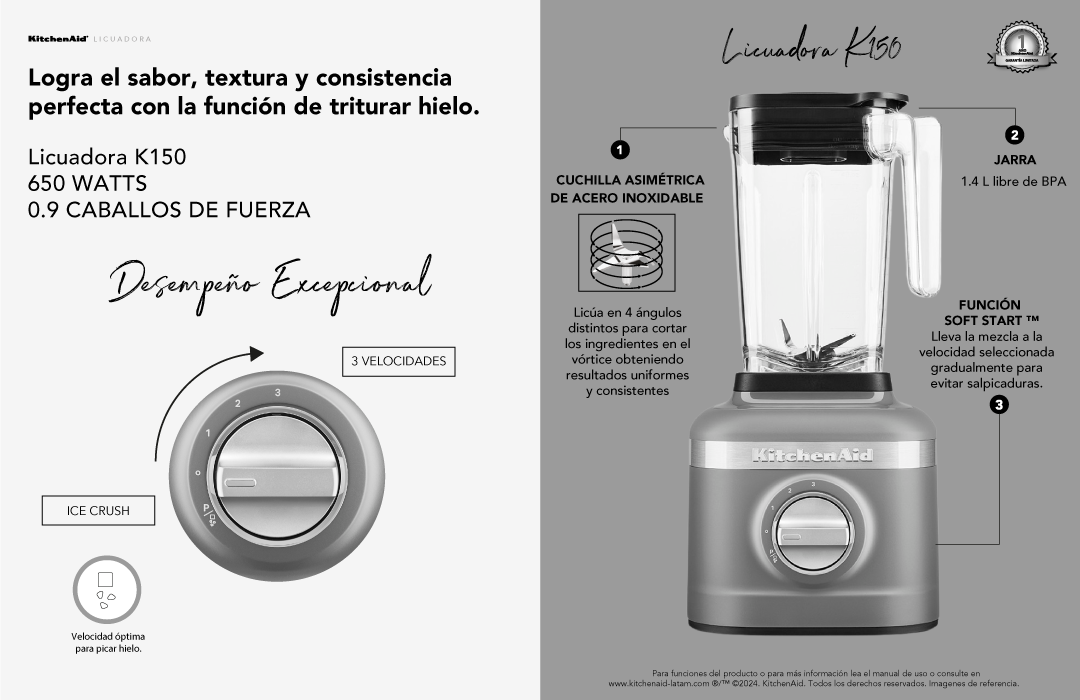 KitchenAid® LICUADORA
Logra el sabor, textura y consistencia
perfecta con la función de triturar hielo.
Licuadora K150
650 WATTS
0.9 CABALLOS DE FUERZA
Desempeño Excepcional
3 VELOCIDADES
3
2
1
0
P
ICE CRUSH
Velocidad óptima
para picar hielo.
Licuadora K150
1
KitchenAid
GARANTÍA LIMITADA
1
CUCHILLA ASIMÉTRICA
DE ACERO INOXIDABLE
Licúa en 4 ángulos
distintos para cortar
los ingredientes en el
vórtice obteniendo
resultados uniformes
y consistentes
2
JARRA
1.4 L libre de BPA
FUNCIÓN
SOFT START ™
Lleva la mezcla a la
velocidad seleccionada
gradualmente para
evitar salpicaduras.
3
KitchenAid
3
2
1
0
P
Para funciones del producto o para más información lea el manual de uso o consulte en
www.kitchenaid-latam.com ®/™ ©2024. KitchenAid. Todos los derechos reservados. Imagenes de referencia.